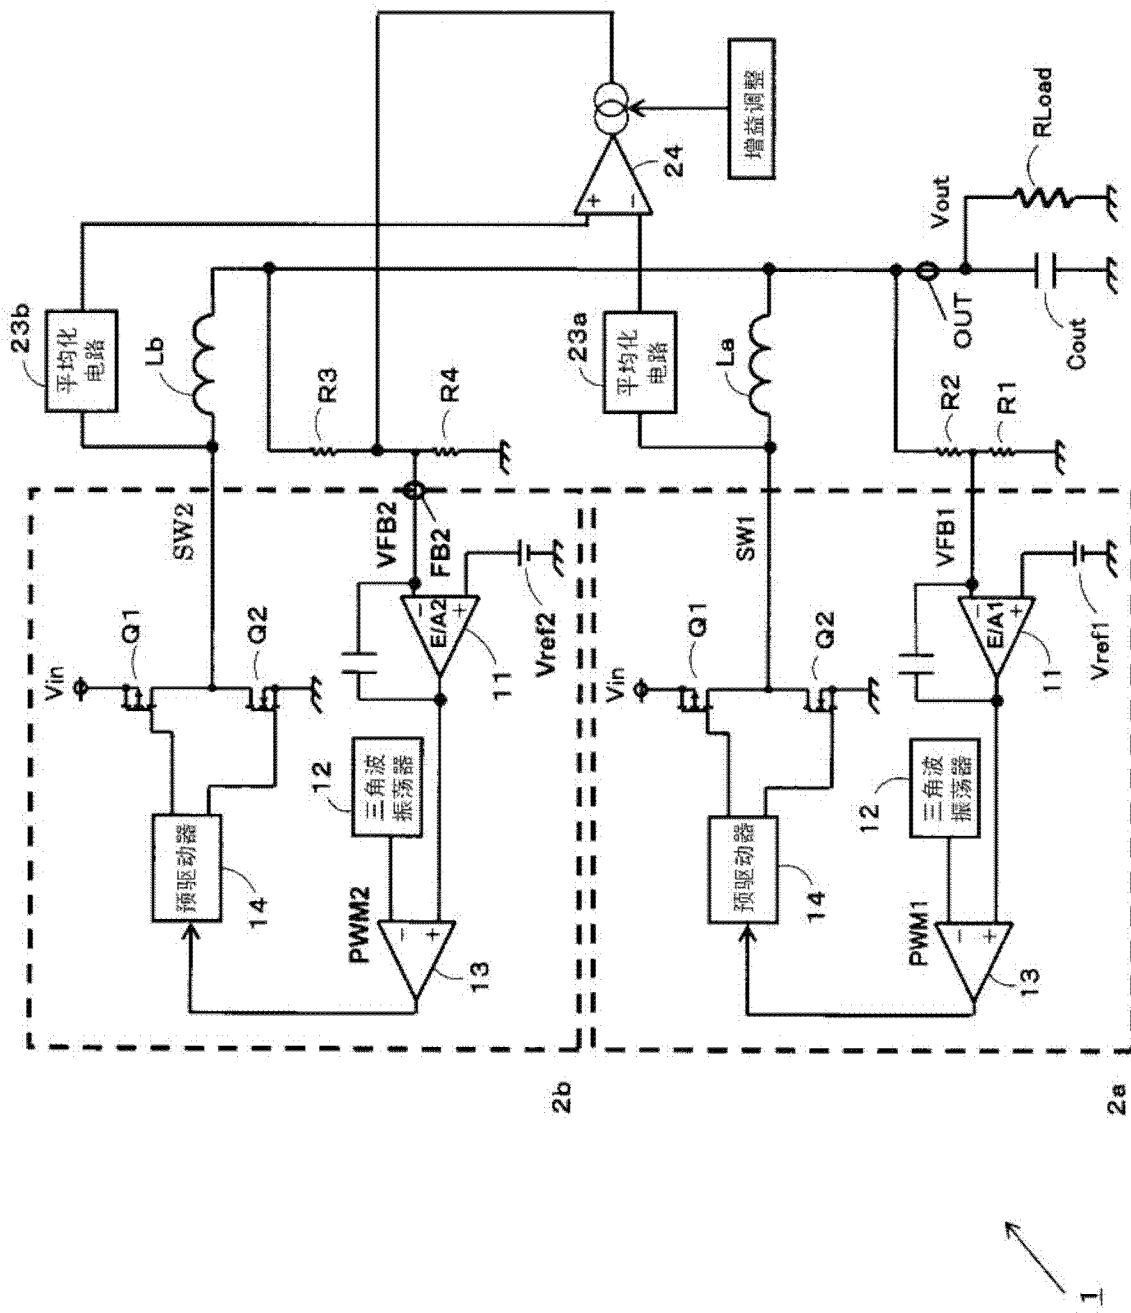 1
2b
2a
Vin
Q1
Q2
SW2
预驱动器
14
PWM2
13
12
三角波
振荡器
E/A2
11
VFB2
FB2
Vref2
Lb
23b
平均化
电路
R3
R4
24
增益调整
Vin
Q1
Q2
SW1
预驱动器
14
PWM1
13
12
三角波
振荡器
E/A1
11
VFB1
Vref1
La
23a
平均化
电路
R2
R1
OUT
Vout
Cout
RLoad
+
−
−
+
−
+
−
+
−
+